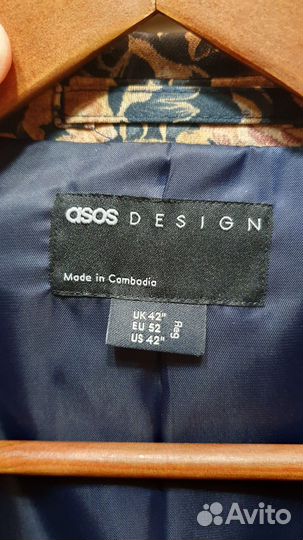 asos DESIGN
Made in Cambodia
UK 42"
EU 52
US 42"
Reg
Avito